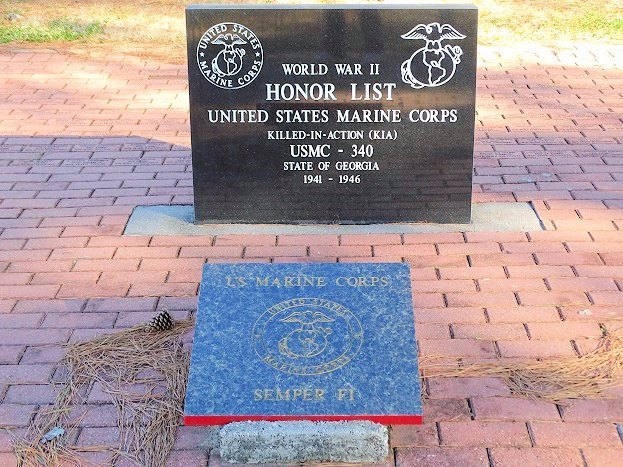 UNITED STATES
MARINE CORPS
WORLD WAR II
HONOR LIST
UNITED STATES MARINE CORPS
KILLED-IN-ACTION (KIA)
USMC - 340
STATE OF GEORGIA
1941 - 1946
US MARINE CORPS
UNITED STATES
MARINE CORPS
SEMPER FI